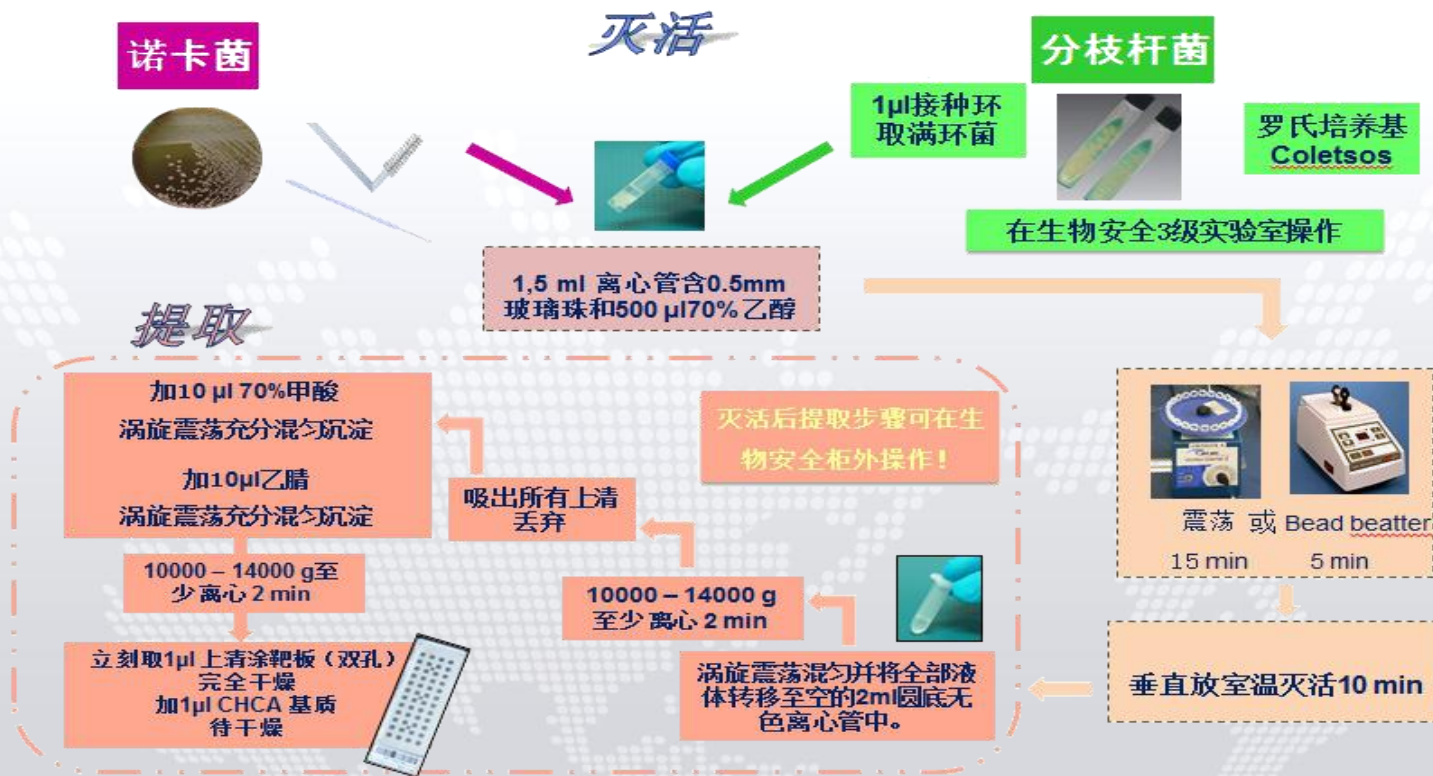 灭活
诺卡菌
分枝杆菌
1µl接种环
取满环菌
罗氏培养基
Coletsos
在生物安全3级实验室操作
1,5 ml 离心管含0.5mm
玻璃珠和500 µl70%乙醇
提取
加10 µl 70%甲酸
涡旋震荡充分混匀沉淀
加10µl乙腈
涡旋震荡充分混匀沉淀
灭活后提取步骤可在生
物安全柜外操作！
吸出所有上清
丢弃
震荡 或 Bead beatter
15 min 5 min
10000 – 14000 g至
少离心 2 min
10000 – 14000 g
至少离心 2 min
立刻取1µl 上清涂靶板（双孔）
完全干燥
加1µl CHCA 基质
待干燥
涡旋震荡混匀并将全部液
体转移至空的2ml圆底无
色离心管中。
垂直放室温灭活10 min